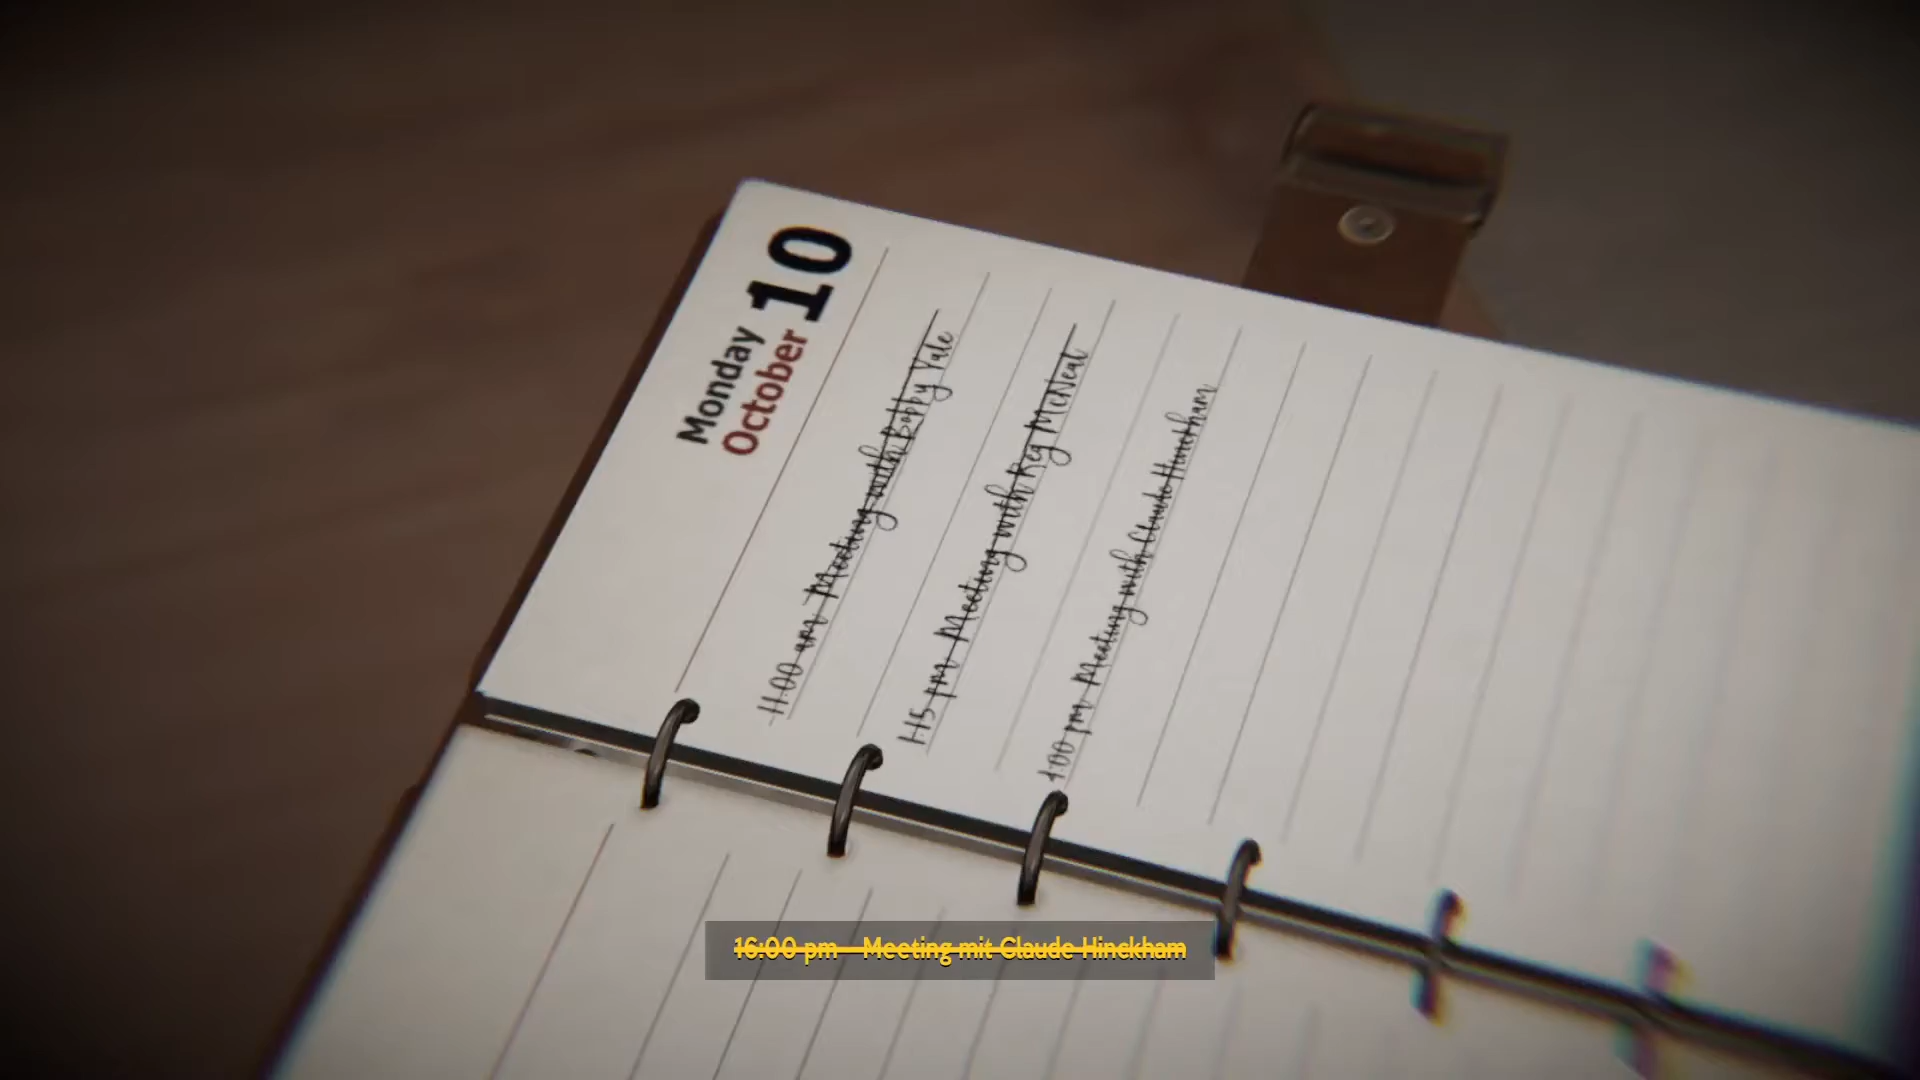 Monday
October 10
11:00 am Meeting with Bobby Yale
1:15 pm Meeting with Reg McNeal
4:00 pm Meeting with Claude Hinckham
16:00 pm - Meeting mit Claude Hinckham